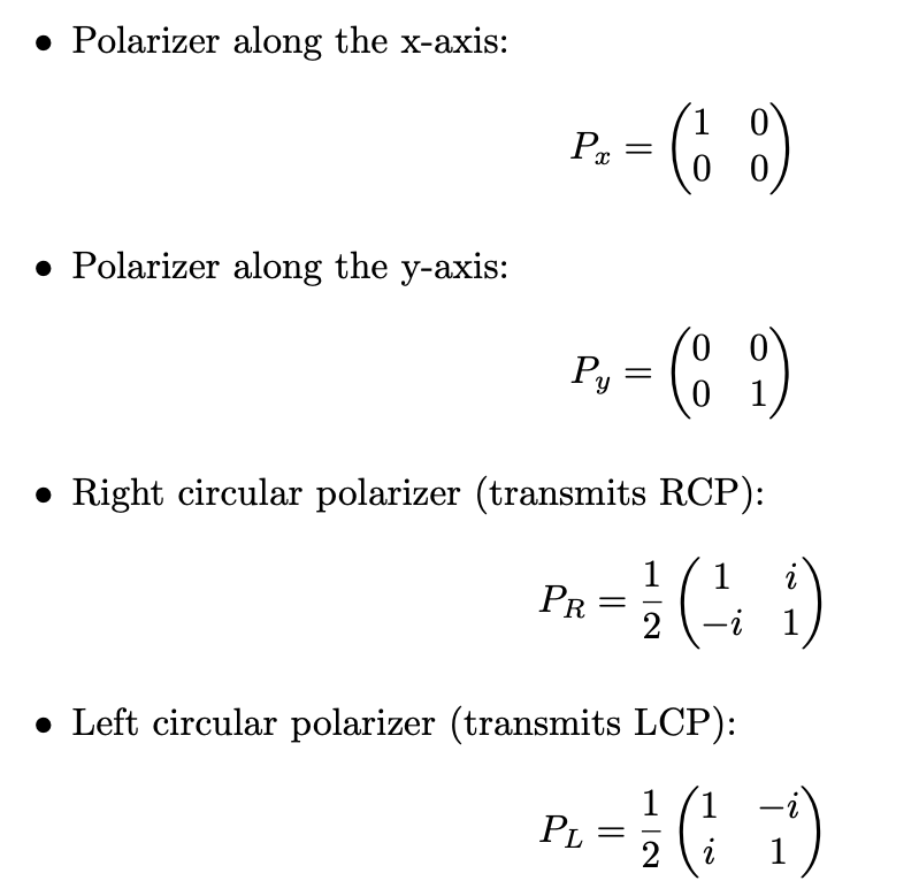 • Polarizer along the x-axis:
P_x = \begin{pmatrix} 1 & 0 \\ 0 & 0 \end{pmatrix}
• Polarizer along the y-axis:
P_y = \begin{pmatrix} 0 & 0 \\ 0 & 1 \end{pmatrix}
• Right circular polarizer (transmits RCP):
P_R = \frac{1}{2} \begin{pmatrix} 1 & i \\ -i & 1 \end{pmatrix}
• Left circular polarizer (transmits LCP):
P_L = \frac{1}{2} \begin{pmatrix} 1 & -i \\ i & 1 \end{pmatrix}